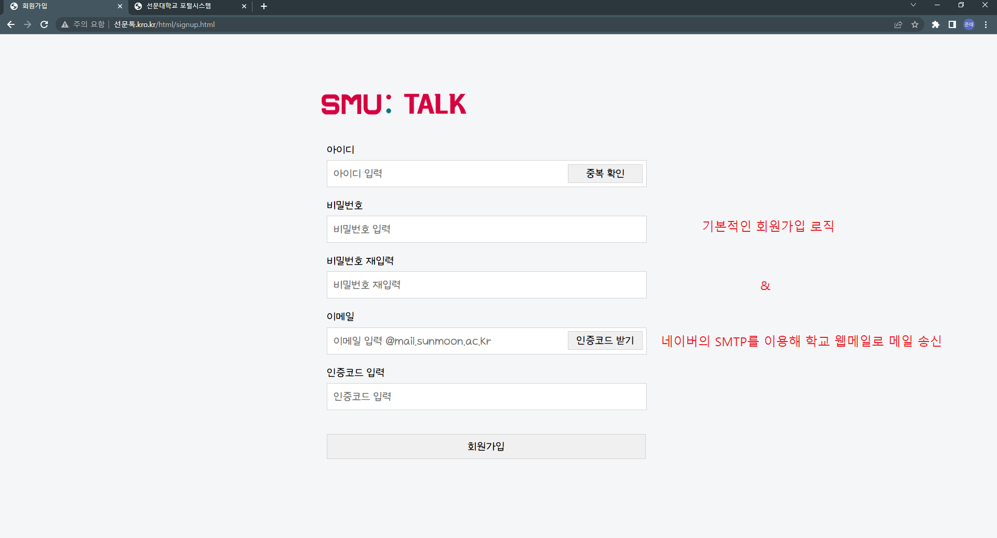 회원가입
선문대학교 포털시스템
주의 요함
선문톡.kro.kr/html/signup.html
SMU: TALK
아이디
아이디 입력
중복 확인
비밀번호
비밀번호 입력
기본적인 회원가입 로직
비밀번호 재입력
비밀번호 재입력
&
이메일
이메일 입력 @mail.sunmoon.ac.kr
인증코드 받기
네이버의 SMTP를 이용해 학교 웹메일로 메일 송신
인증코드 입력
인증코드 입력
회원가입